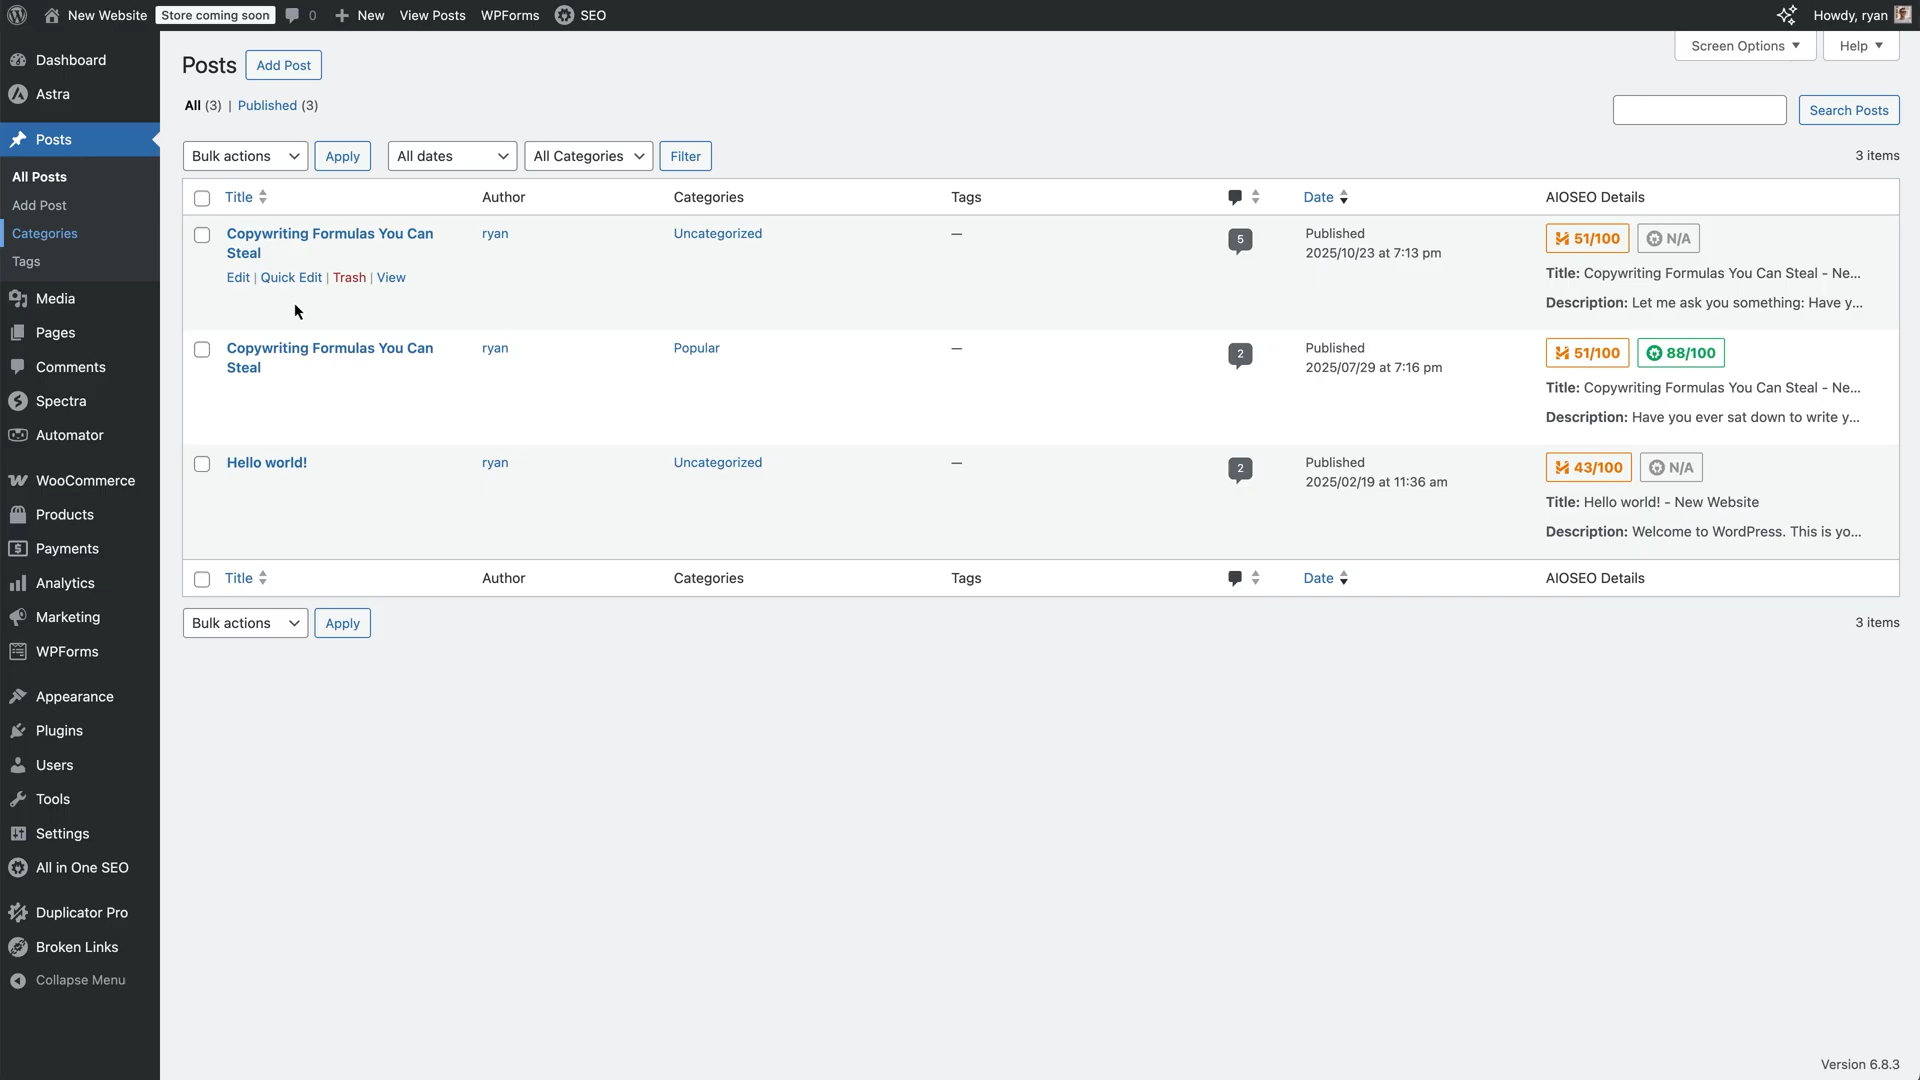 New Website Store coming soon 0 New View Posts WPForms SEO Howdy, ryan
Dashboard
Astra
Posts
All Posts
Add Post
Categories
Tags
Media
Pages
Comments
Spectra
Automator
WooCommerce
Products
Payments
Analytics
Marketing
WPForms
Appearance
Plugins
Users
Tools
Settings
All in One SEO
Duplicator Pro
Broken Links
Collapse Menu
Screen Options Help
Posts Add Post
All (3) | Published (3)
Search Posts
Bulk actions Apply All dates All Categories Filter 3 items
Title Author Categories Tags Date AIOSEO Details
Copywriting Formulas You Can
Steal
Edit | Quick Edit | Trash | View
ryan
Uncategorized
—
5
Published
2025/10/23 at 7:13 pm
51/100 N/A
Title: Copywriting Formulas You Can Steal - Ne...
Description: Let me ask you something: Have y...
Copywriting Formulas You Can
Steal
ryan
Popular
—
2
Published
2025/07/29 at 7:16 pm
51/100 88/100
Title: Copywriting Formulas You Can Steal - Ne...
Description: Have you ever sat down to write y...
Hello world!
ryan
Uncategorized
—
2
Published
2025/02/19 at 11:36 am
43/100 N/A
Title: Hello world! - New Website
Description: Welcome to WordPress. This is yo...
Title Author Categories Tags Date AIOSEO Details
Bulk actions Apply 3 items
Version 6.8.3